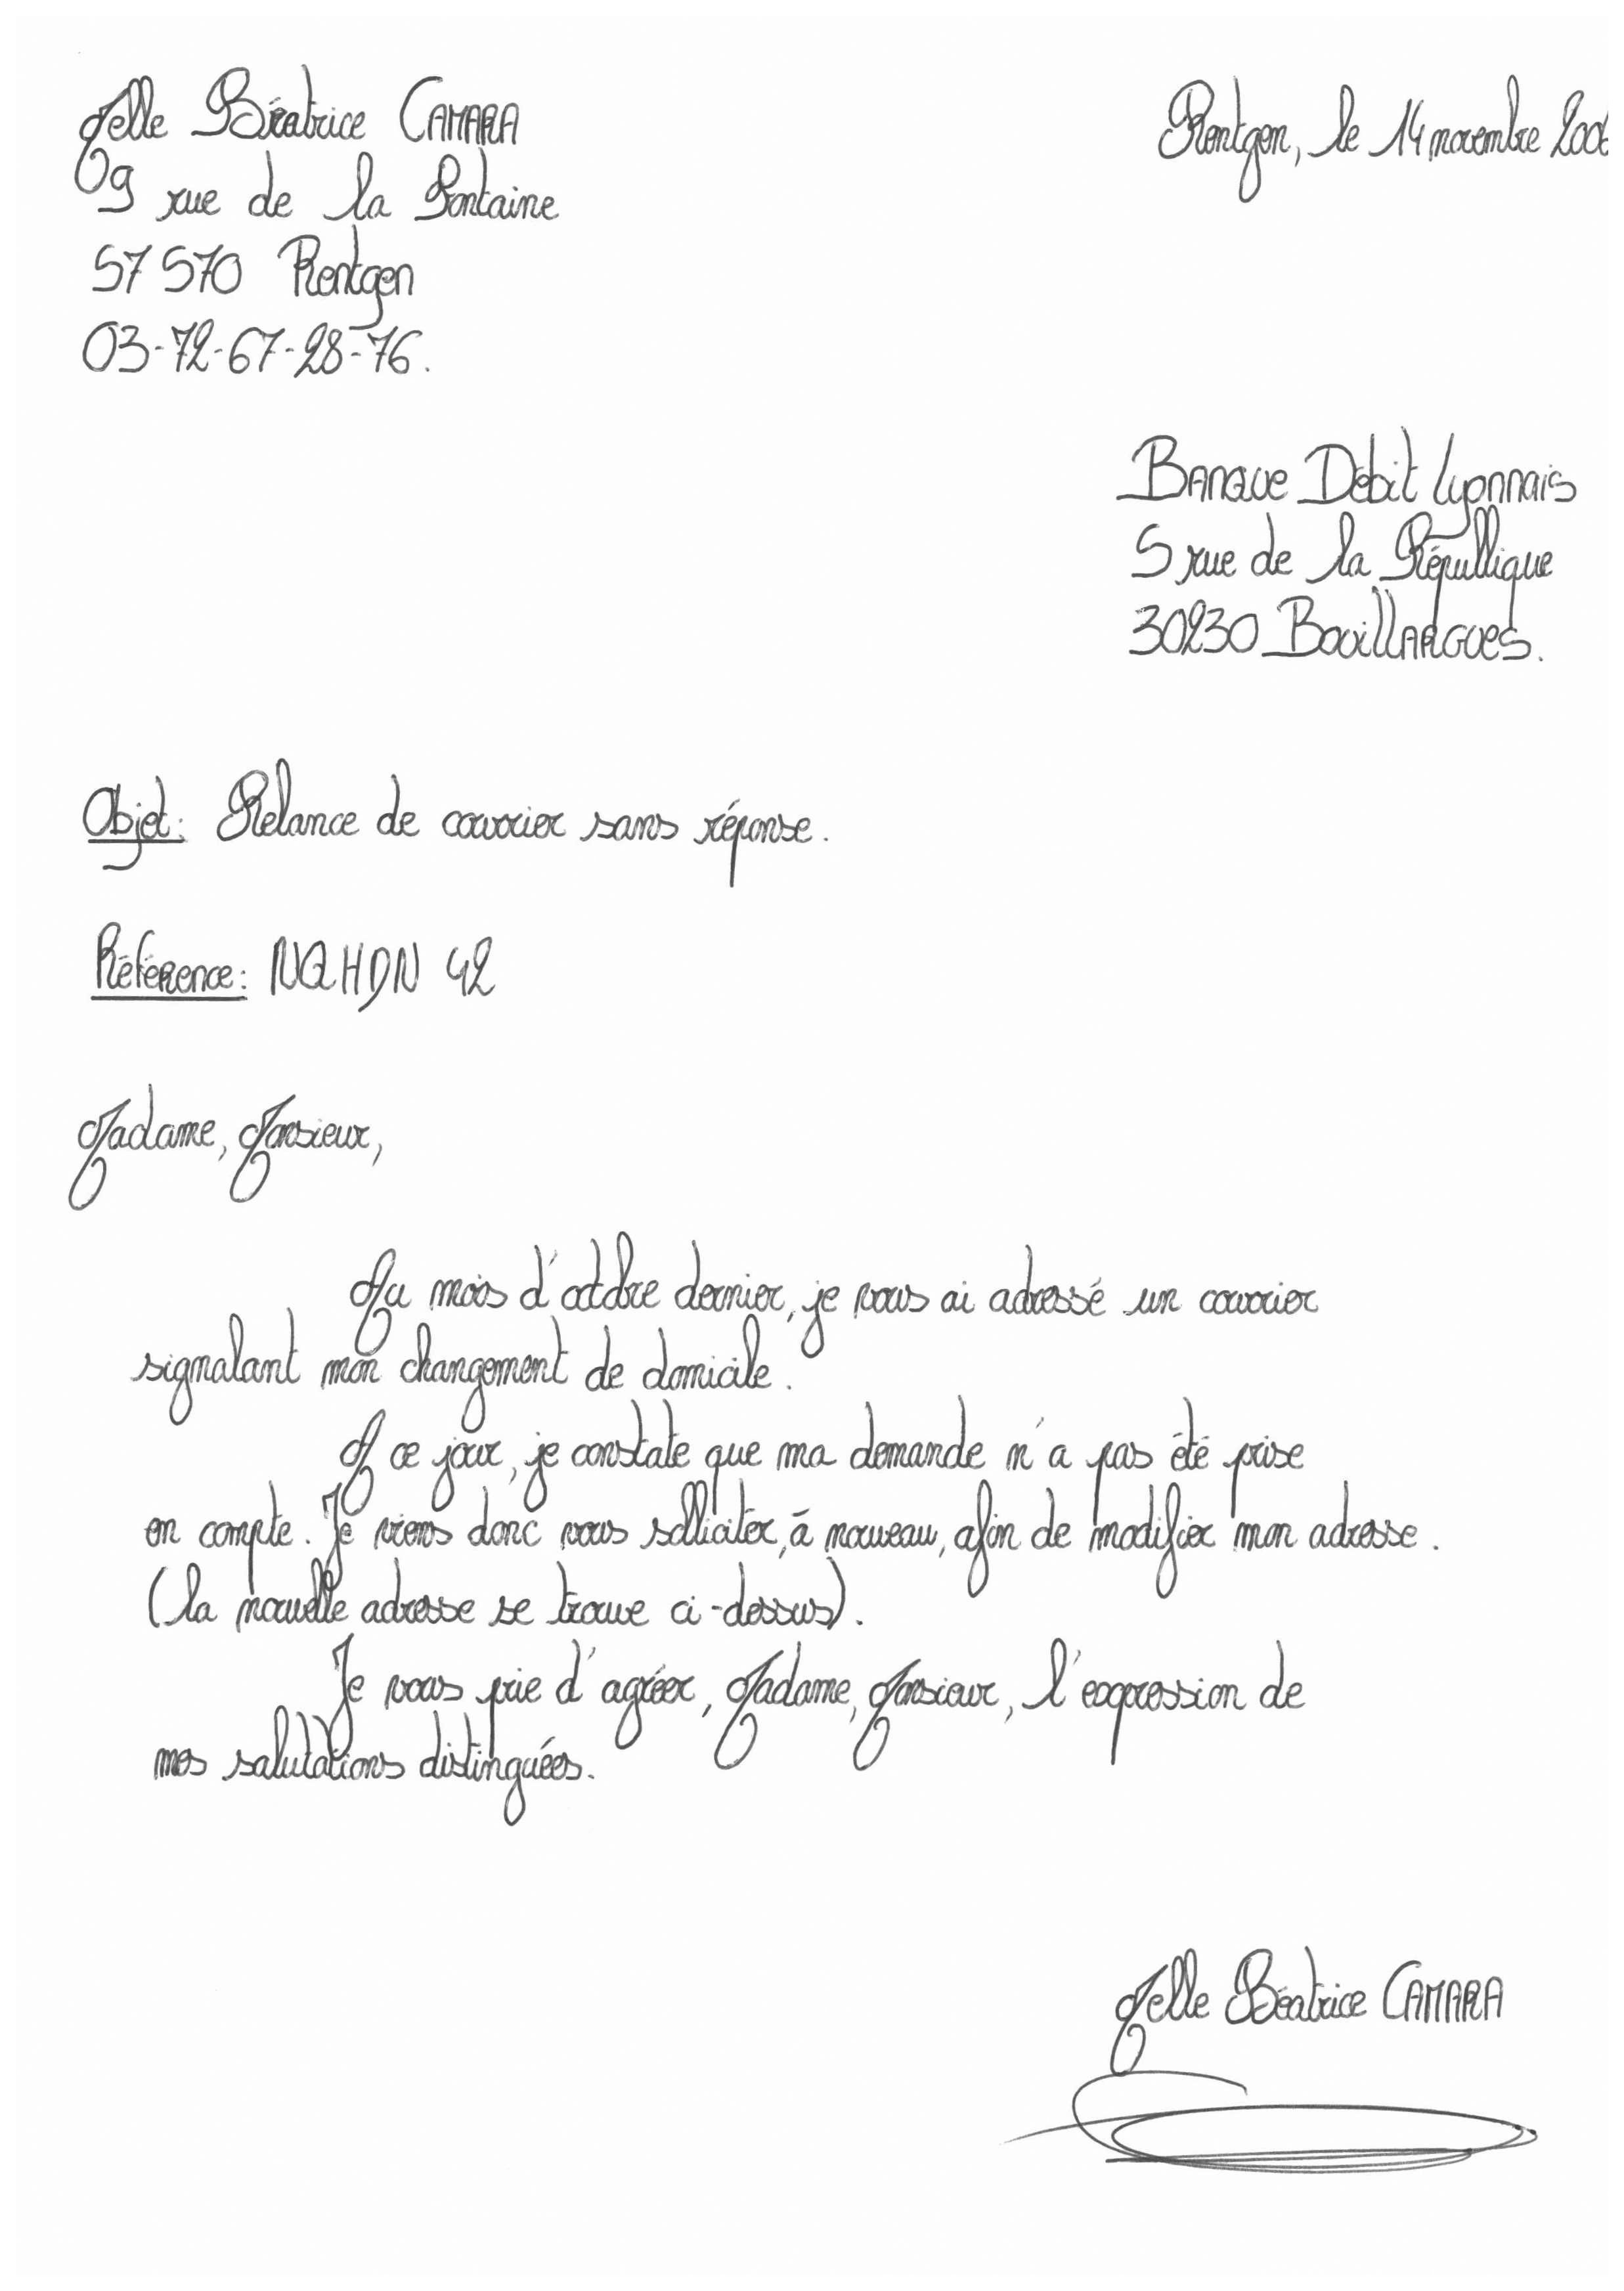 Melle Béatrice CAMARA
09 rue de la Fontaine
57 570 Rentgen
03-72-67-28-76.
Rentgen, le 14 novembre 2006
Banque Débit Lyonnais
5 rue de la République
30230 Bouillargues.
Objet: Relance de courrier sans réponse.
Référence: NQHDN 42
Madame, Monsieur,
Au mois d'octobre dernier, je vous ai adressé un courrier
signalant mon changement de domicile.
A ce jour, je constate que ma demande n'a pas été prise
en compte. Je viens donc vous solliciter, à nouveau, afin de modifier mon adresse.
(la nouvelle adresse se trouve ci-dessus).
Je vous prie d'agréer, Madame, Monsieur, l'expression de
mes salutations distinguées.
Melle Béatrice CAMARA